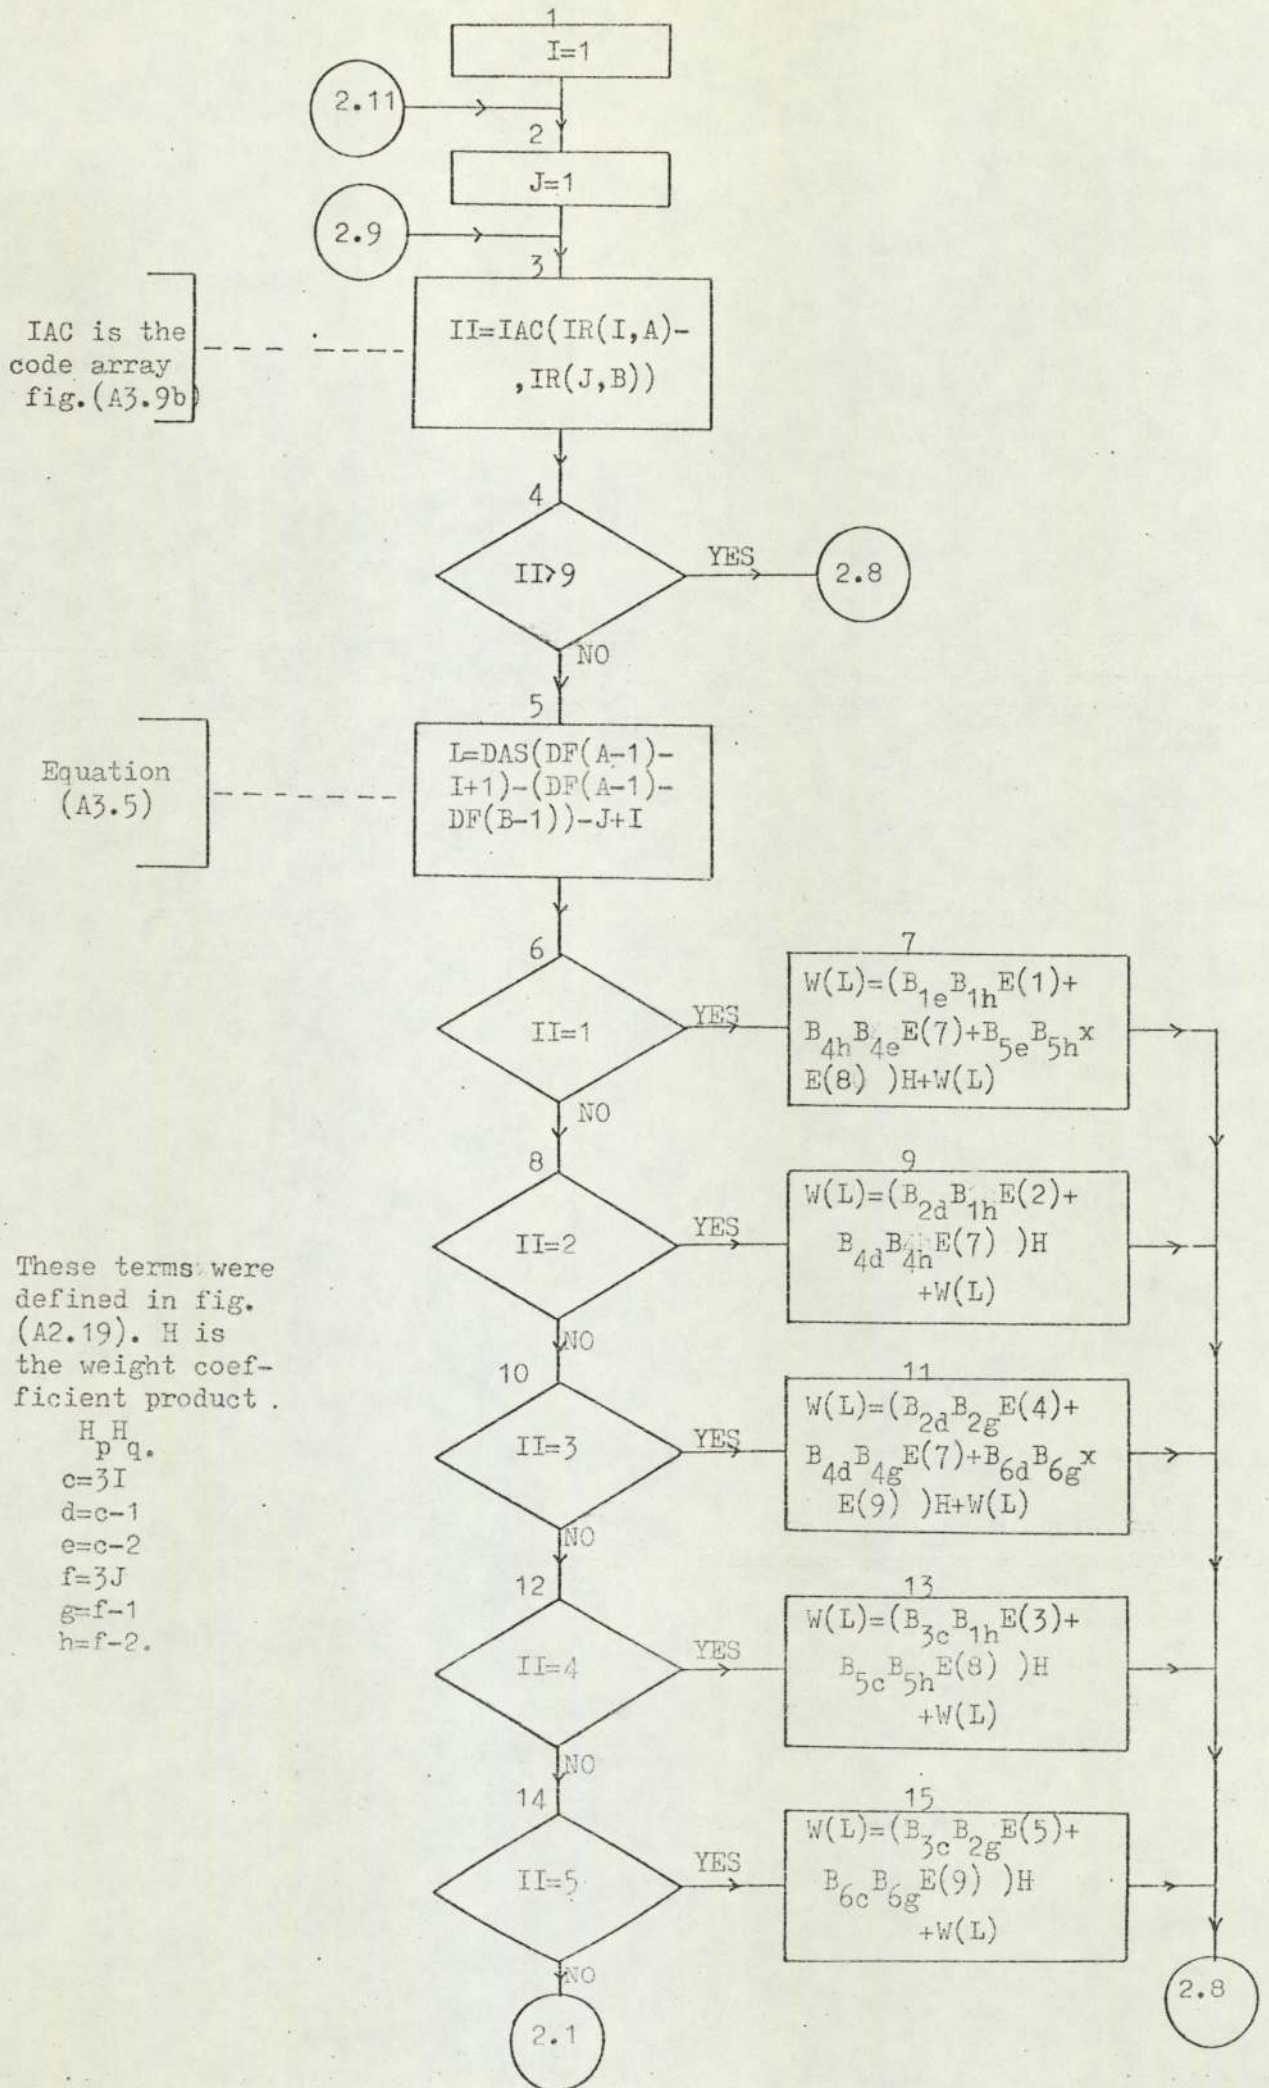 1
I=1
2.11
2
J=1
2.9
3
II=IAC(IR(I,A)-
,IR(J,B))
IAC is the
code array
fig.(A3.9b)
4
II>9
YES
2.8
NO
5
L=DAS(DF(A-1)-
I+1)-(DF(A-1)-
DF(B-1))-J+I
Equation
(A3.5)
6
II=1
YES
NO
7
W(L)=(B1eB1hE(1)+
B4hB4eE(7)+B5eB5hx
E(8) )H+W(L)
8
II=2
YES
NO
9
W(L)=(B2dB1hE(2)+
B4dB4hE(7) )H
+W(L)
These terms were
defined in fig.
(A2.19). H is
the weight coef-
ficient product .
HpHq.
c=3I
d=c-1
e=c-2
f=3J
g=f-1
h=f-2.
10
II=3
YES
NO
11
W(L)=(B2dB2gE(4)+
B4dB4gE(7)+B6dB6gx
E(9) )H+W(L)
12
II=4
YES
NO
13
W(L)=(B3cB1hE(3)+
B5cB5hE(8) )H
+W(L)
14
II=5
YES
NO
15
W(L)=(B3cB2gE(5)+
B6cB6gE(9) )H
+W(L)
2.1
2.8